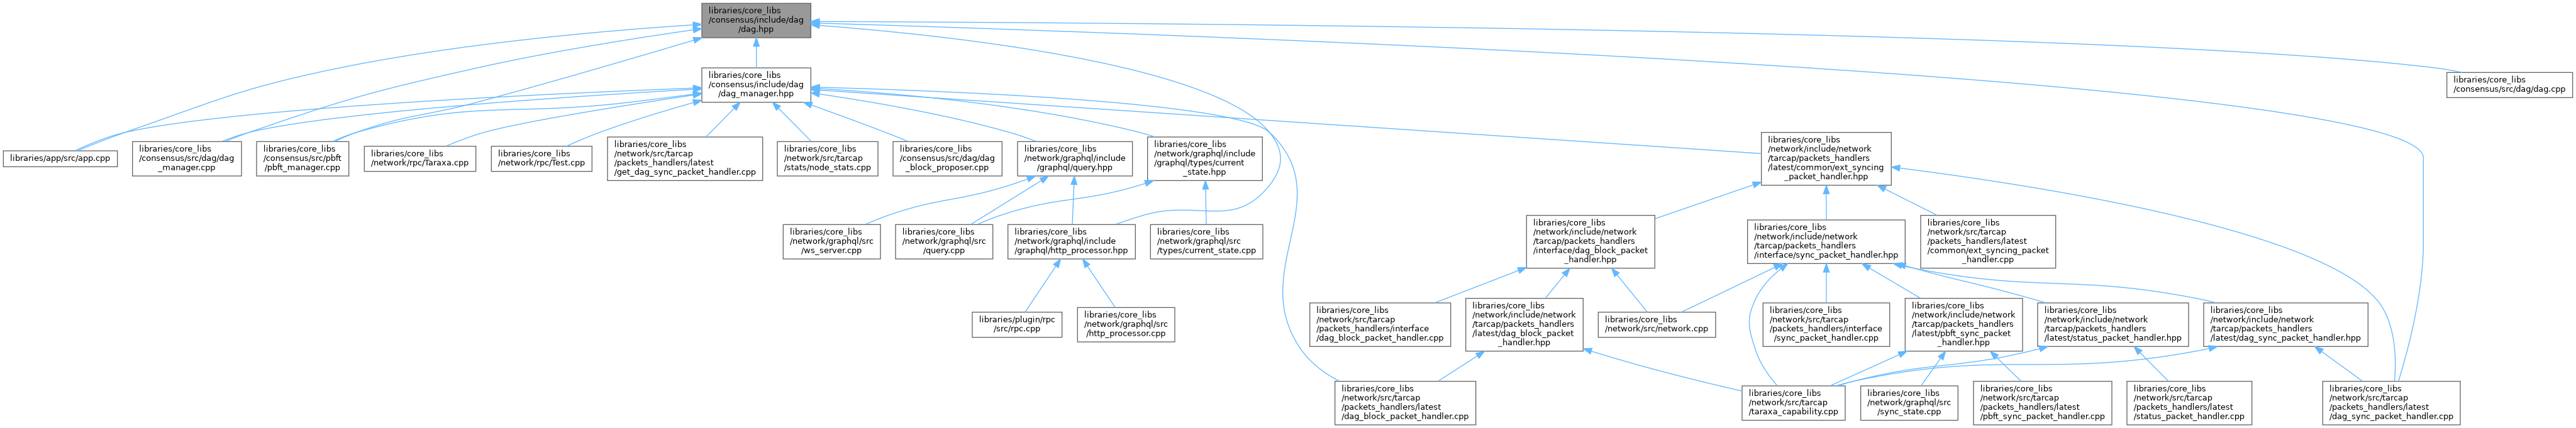 libraries/core_libs
/consensus/include/dag
/dag.hpp
libraries/core_libs
/consensus/include/dag
/dag_manager.hpp
libraries/core_libs
/consensus/src/dag/dag.cpp
libraries/app/src/app.cpp
libraries/core_libs
/consensus/src/dag/dag
_manager.cpp
libraries/core_libs
/consensus/src/pbft
/pbft_manager.cpp
libraries/core_libs
/network/rpc/Taraxa.cpp
libraries/core_libs
/network/rpc/Test.cpp
libraries/core_libs
/network/src/tarcap
/packets_handlers/latest
/get_dag_sync_packet_handler.cpp
libraries/core_libs
/network/src/tarcap
/stats/node_stats.cpp
libraries/core_libs
/consensus/src/dag/dag
_block_proposer.cpp
libraries/core_libs
/network/graphql/include
/graphql/query.hpp
libraries/core_libs
/network/graphql/include
/graphql/types/current
_state.hpp
libraries/core_libs
/network/include/network
/tarcap/packets_handlers
/latest/common/ext_syncing
_packet_handler.hpp
libraries/core_libs
/network/graphql/src
/ws_server.cpp
libraries/core_libs
/network/graphql/src
/query.cpp
libraries/core_libs
/network/graphql/include
/graphql/http_processor.hpp
libraries/core_libs
/network/graphql/src
/types/current_state.cpp
libraries/core_libs
/network/include/network
/tarcap/packets_handlers
/interface/dag_block_packet
_handler.hpp
libraries/core_libs
/network/include/network
/tarcap/packets_handlers
/interface/sync_packet_handler.hpp
libraries/core_libs
/network/src/tarcap
/packets_handlers/latest
/common/ext_syncing_packet
_handler.cpp
libraries/plugin/rpc
/src/rpc.cpp
libraries/core_libs
/network/graphql/src
/http_processor.cpp
libraries/core_libs
/network/src/tarcap
/packets_handlers/interface
/dag_block_packet_handler.cpp
libraries/core_libs
/network/include/network
/tarcap/packets_handlers
/latest/dag_block_packet
_handler.hpp
libraries/core_libs
/network/src/network.cpp
libraries/core_libs
/network/src/tarcap
/packets_handlers/interface
/sync_packet_handler.cpp
libraries/core_libs
/network/include/network
/tarcap/packets_handlers
/latest/pbft_sync_packet
_handler.hpp
libraries/core_libs
/network/include/network
/tarcap/packets_handlers
/latest/status_packet_handler.hpp
libraries/core_libs
/network/include/network
/tarcap/packets_handlers
/latest/dag_sync_packet_handler.hpp
libraries/core_libs
/network/src/tarcap
/packets_handlers/latest
/dag_block_packet_handler.cpp
libraries/core_libs
/network/src/tarcap
/taraxa_capability.cpp
libraries/core_libs
/network/graphql/src
/sync_state.cpp
libraries/core_libs
/network/src/tarcap
/packets_handlers/latest
/pbft_sync_packet_handler.cpp
libraries/core_libs
/network/src/tarcap
/packets_handlers/latest
/status_packet_handler.cpp
libraries/core_libs
/network/src/tarcap
/packets_handlers/latest
/dag_sync_packet_handler.cpp